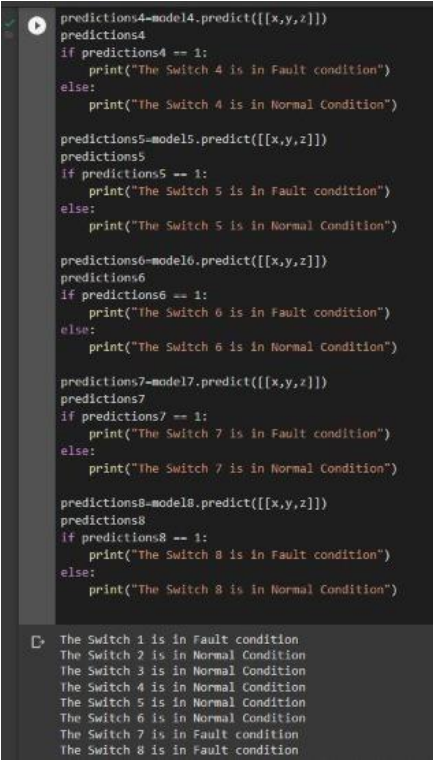 predictions4=model4.predict([[x,y,z]])
predictions4
if predictions4 == 1:
    print("The Switch 4 is in Fault condition")
else:
    print("The Switch 4 is in Normal Condition")

predictions5=model5.predict([[x,y,z]])
predictions5
if predictions5 == 1:
    print("The Switch 5 is in Fault condition")
else:
    print("The Switch 5 is in Normal Condition")

predictions6=model6.predict([[x,y,z]])
predictions6
if predictions6 == 1:
    print("The Switch 6 is in Fault condition")
else:
    print("The Switch 6 is in Normal Condition")

predictions7=model7.predict([[x,y,z]])
predictions7
if predictions7 == 1:
    print("The Switch 7 is in Fault condition")
else:
    print("The Switch 7 is in Normal Condition")

predictions8=model8.predict([[x,y,z]])
predictions8
if predictions8 == 1:
    print("The Switch 8 is in Fault condition")
else:
    print("The Switch 8 is in Normal Condition")

The Switch 1 is in Fault condition
The Switch 2 is in Normal Condition
The Switch 3 is in Normal Condition
The Switch 4 is in Normal Condition
The Switch 5 is in Normal Condition
The Switch 6 is in Normal Condition
The Switch 7 is in Fault condition
The Switch 8 is in Fault condition